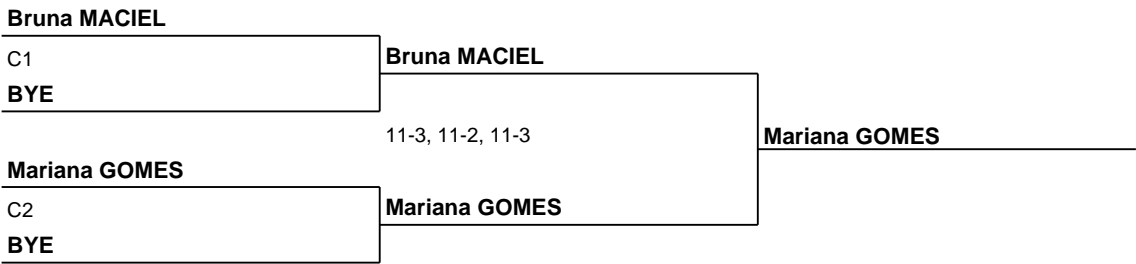 Bruna MACIEL
C1
Bruna MACIEL
BYE
11-3, 11-2, 11-3
Mariana GOMES
Mariana GOMES
C2
Mariana GOMES
BYE